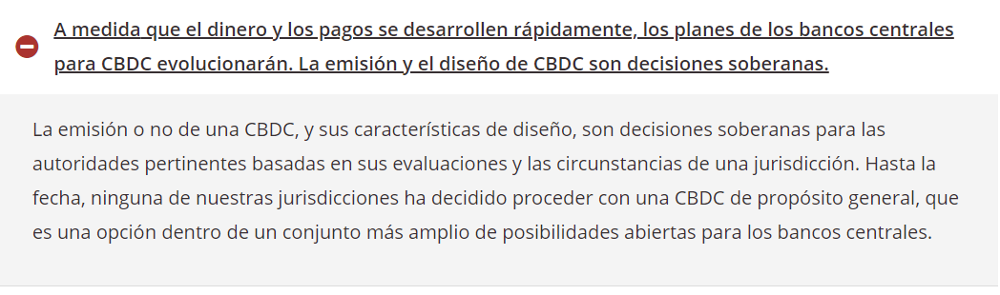 A medida que el dinero y los pagos se desarrollen rápidamente, los planes de los bancos centrales
para CBDC evolucionarán. La emisión y el diseño de CBDC son decisiones soberanas.
La emisión o no de una CBDC, y sus características de diseño, son decisiones soberanas para las
autoridades pertinentes basadas en sus evaluaciones y las circunstancias de una jurisdicción. Hasta la
fecha, ninguna de nuestras jurisdicciones ha decidido proceder con una CBDC de propósito general, que
es una opción dentro de un conjunto más amplio de posibilidades abiertas para los bancos centrales.